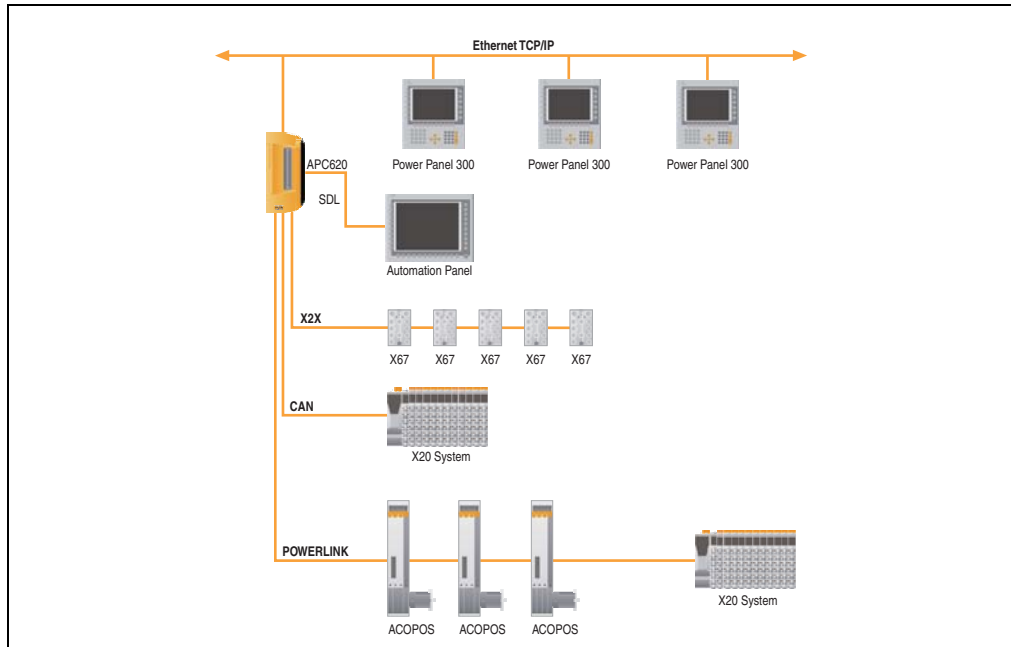 Ethernet TCP/IP
Power Panel 300
Power Panel 300
Power Panel 300
APC620
SDL
Automation Panel
X2X
X67
X67
X67
X67
X67
CAN
X20 System
POWERLINK
X20 System
ACOPOS
ACOPOS
ACOPOS